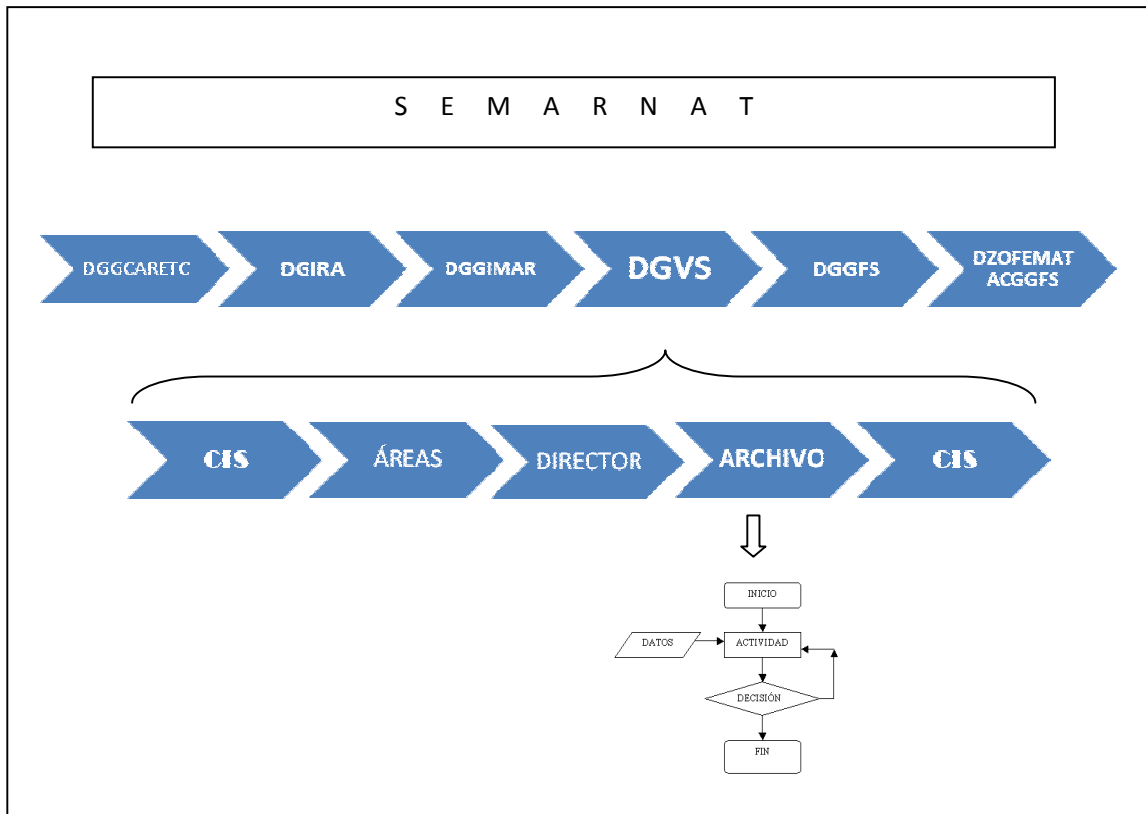 S E M A R N A T
DGGCARETC
DGIRA
DGGIMAR
DGVS
DGGFS
DZOFEMAT
ACGGFS
CIS
ÁREAS
DIRECTOR
ARCHIVO
CIS
INICIO
DATOS
ACTIVIDAD
DECISIÓN
FIN